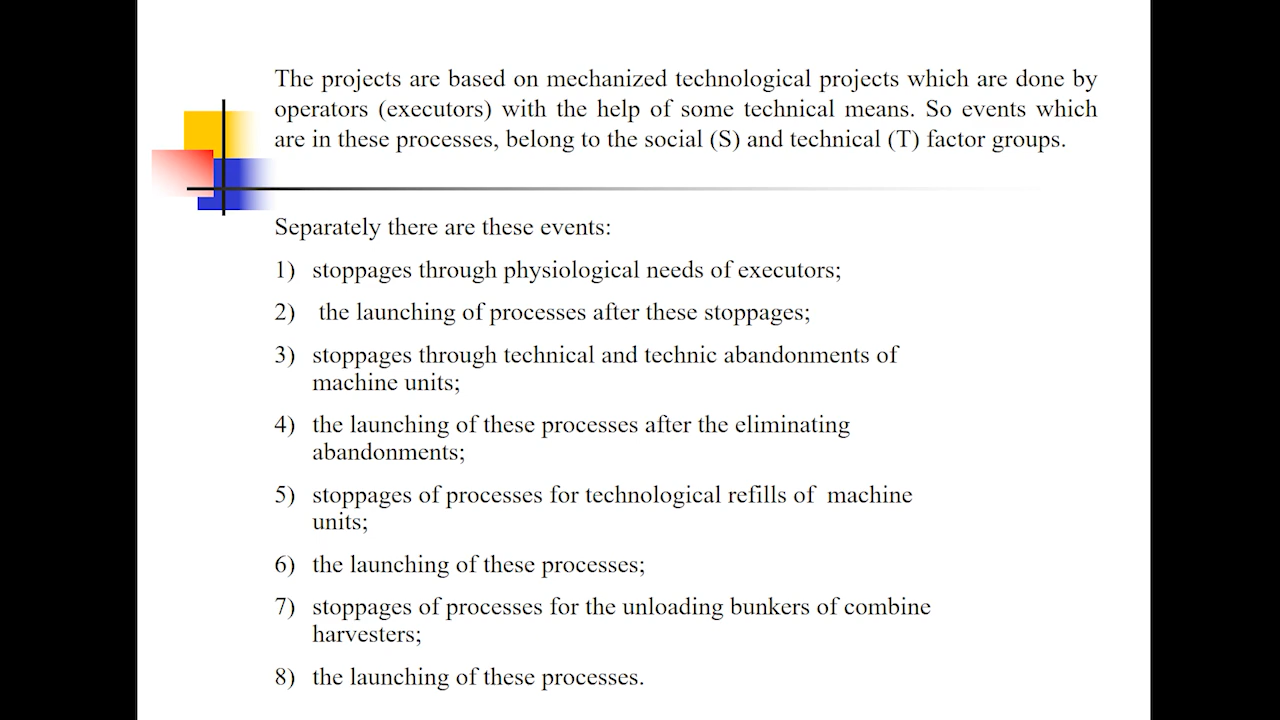 The projects are based on mechanized technological projects which are done by
operators (executors) with the help of some technical means. So events which
are in these processes, belong to the social (S) and technical (T) factor groups.
Separately there are these events:
1) stoppages through physiological needs of executors;
2) the launching of processes after these stoppages;
3) stoppages through technical and technic abandonments of
machine units;
4) the launching of these processes after the eliminating
abandonments;
5) stoppages of processes for technological refills of machine
units;
6) the launching of these processes;
7) stoppages of processes for the unloading bunkers of combine
harvesters;
8) the launching of these processes.